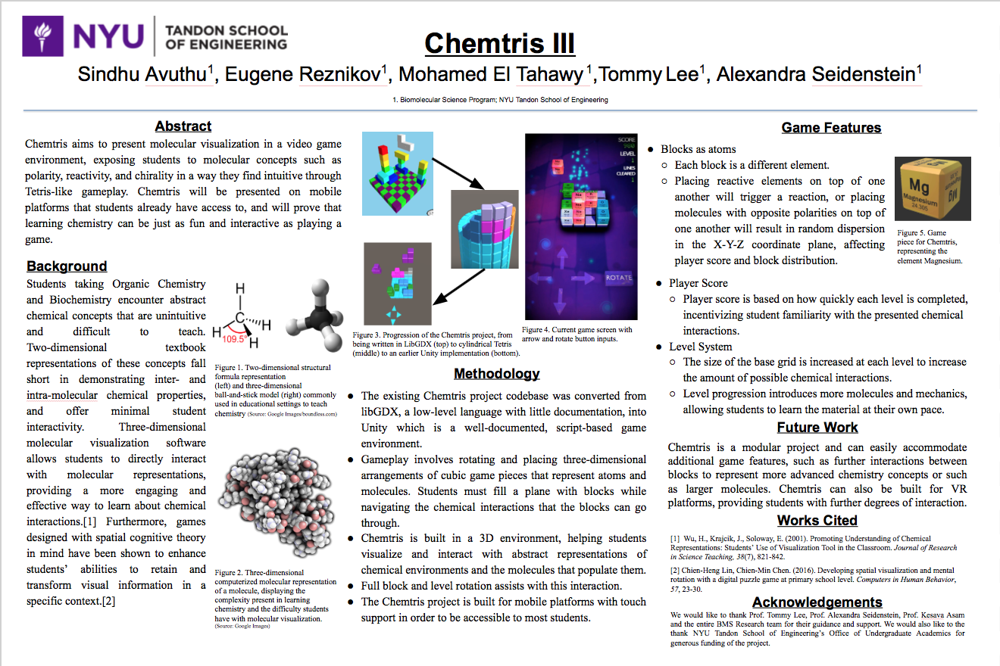 NYU
TANDON SCHOOL
OF ENGINEERING
Chemtris III
Sindhu Avuthu1, Eugene Reznikov1, Mohamed El Tahawy 1,Tommy Lee1, Alexandra Seidenstein1
1. Biomolecular Science Program; NYU Tandon School of Engineering
Abstract
Chemtris aims to present molecular visualization in a video game
environment, exposing students to molecular concepts such as
polarity, reactivity, and chirality in a way they find intuitive through
Tetris-like gameplay. Chemtris will be presented on mobile
platforms that students already have access to, and will prove that
learning chemistry can be just as fun and interactive as playing a
game.
Background
Students taking Organic Chemistry
and Biochemistry encounter abstract
chemical concepts that are unintuitive
and difficult to teach.
Two-dimensional textbook
representations of these concepts fall
short in demonstrating inter- and
intra-molecular chemical properties,
and offer minimal student
interactivity. Three-dimensional
molecular visualization software
allows students to directly interact
with molecular representations,
providing a more engaging and
effective way to learn about chemical
interactions.[1] Furthermore, games
designed with spatial cognitive theory
in mind have been shown to enhance
students' abilities to retain and
transform visual information in a
specific context.[2]
H
C
H
H
H
109.5°
Figure 1. Two-dimensional structural
formula representation
(left) and three-dimensional
ball-and-stick model (right) commonly
used in educational settings to teach
chemistry (Source: Google Images/boundless.com)
Figure 2. Three-dimensional
computerized molecular representation
of a molecule, displaying the
complexity present in learning
chemistry and the difficulty students
have with molecular visualization.
(Source: Google Images)
Figure 3. Progression of the Chemtris project, from
being written in LibGDX (top) to cylindrical Tetris
(middle) to an earlier Unity implementation (bottom).
SCORE
LEVEL
1
LINES
CLEARED
1
ROTATE
Figure 4. Current game screen with
arrow and rotate button inputs.
Methodology
● The existing Chemtris project codebase was converted from
libGDX, a low-level language with little documentation, into
Unity which is a well-documented, script-based game
environment.
● Gameplay involves rotating and placing three-dimensional
arrangements of cubic game pieces that represent atoms and
molecules. Students must fill a plane with blocks while
navigating the chemical interactions that the blocks can go
through.
● Chemtris is built in a 3D environment, helping students
visualize and interact with abstract representations of
chemical environments and the molecules that populate them.
● Full block and level rotation assists with this interaction.
● The Chemtris project is built for mobile platforms with touch
support in order to be accessible to most students.
Game Features
● Blocks as atoms
○ Each block is a different element.
○ Placing reactive elements on top of one
another will trigger a reaction, or placing
molecules with opposite polarities on top of
one another will result in random dispersion
in the X-Y-Z coordinate plane, affecting
player score and block distribution.
Mg
Magnesium
24.305
Figure 5. Game
piece for Chemtris,
representing the
element Magnesium.
● Player Score
○ Player score is based on how quickly each level is completed,
incentivizing student familiarity with the presented chemical
interactions.
● Level System
○ The size of the base grid is increased at each level to increase
the amount of possible chemical interactions.
○ Level progression introduces more molecules and mechanics,
allowing students to learn the material at their own pace.
Future Work
Chemtris is a modular project and can easily accommodate
additional game features, such as further interactions between
blocks to represent more advanced chemistry concepts or such
as larger molecules. Chemtris can also be built for VR
platforms, providing students with further degrees of interaction.
Works Cited
[1] Wu, H., Krajcik, J., Soloway, E. (2001). Promoting Understanding of Chemical
Representations: Students' Use of Visualization Tool in the Classroom. Journal of Research
in Science Teaching, 38(7), 821-842.
[2] Chien-Heng Lin, Chien-Min Chen. (2016). Developing spatial visualization and mental
rotation with a digital puzzle game at primary school level. Computers in Human Behavior,
57, 23-30.
Acknowledgements
We would like to thank Prof. Tommy Lee, Prof. Alexandra Seidenstein, Prof. Kesava Asam
and the entire BMS Research team for their guidance and support. We would also like to the
thank NYU Tandon School of Engineering's Office of Undergraduate Academics for
generous funding of the project.